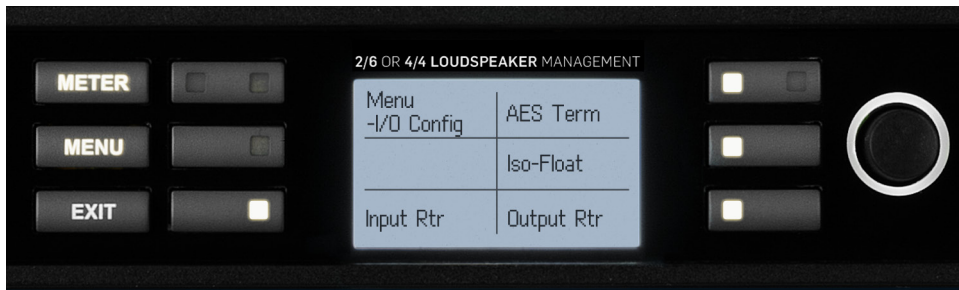 2/6 OR 4/4 LOUDSPEAKER MANAGEMENT
METER
MENU
EXIT
Menu
-I/O Config
AES Term
Iso-Float
Input Rtr
Output Rtr